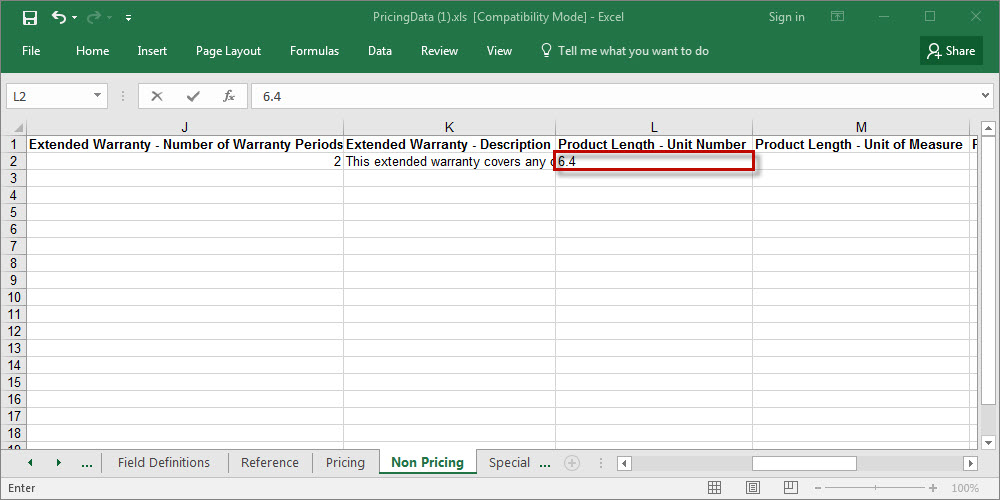 PricingData (1).xls [Compatibility Mode] - Excel
Sign in
File Home Insert Page Layout Formulas Data Review View Tell me what you want to do Share
L2 fx 6.4
J K L M
1 Extended Warranty - Number of Warranty Periods Extended Warranty - Description Product Length - Unit Number Product Length - Unit of Measure
2 2 This extended warranty covers any 6.4
3
4
5
6
7
8
9
10
11
12
13
14
15
16
17
18
19
... Field Definitions Reference Pricing Non Pricing Special ...
Enter 100%